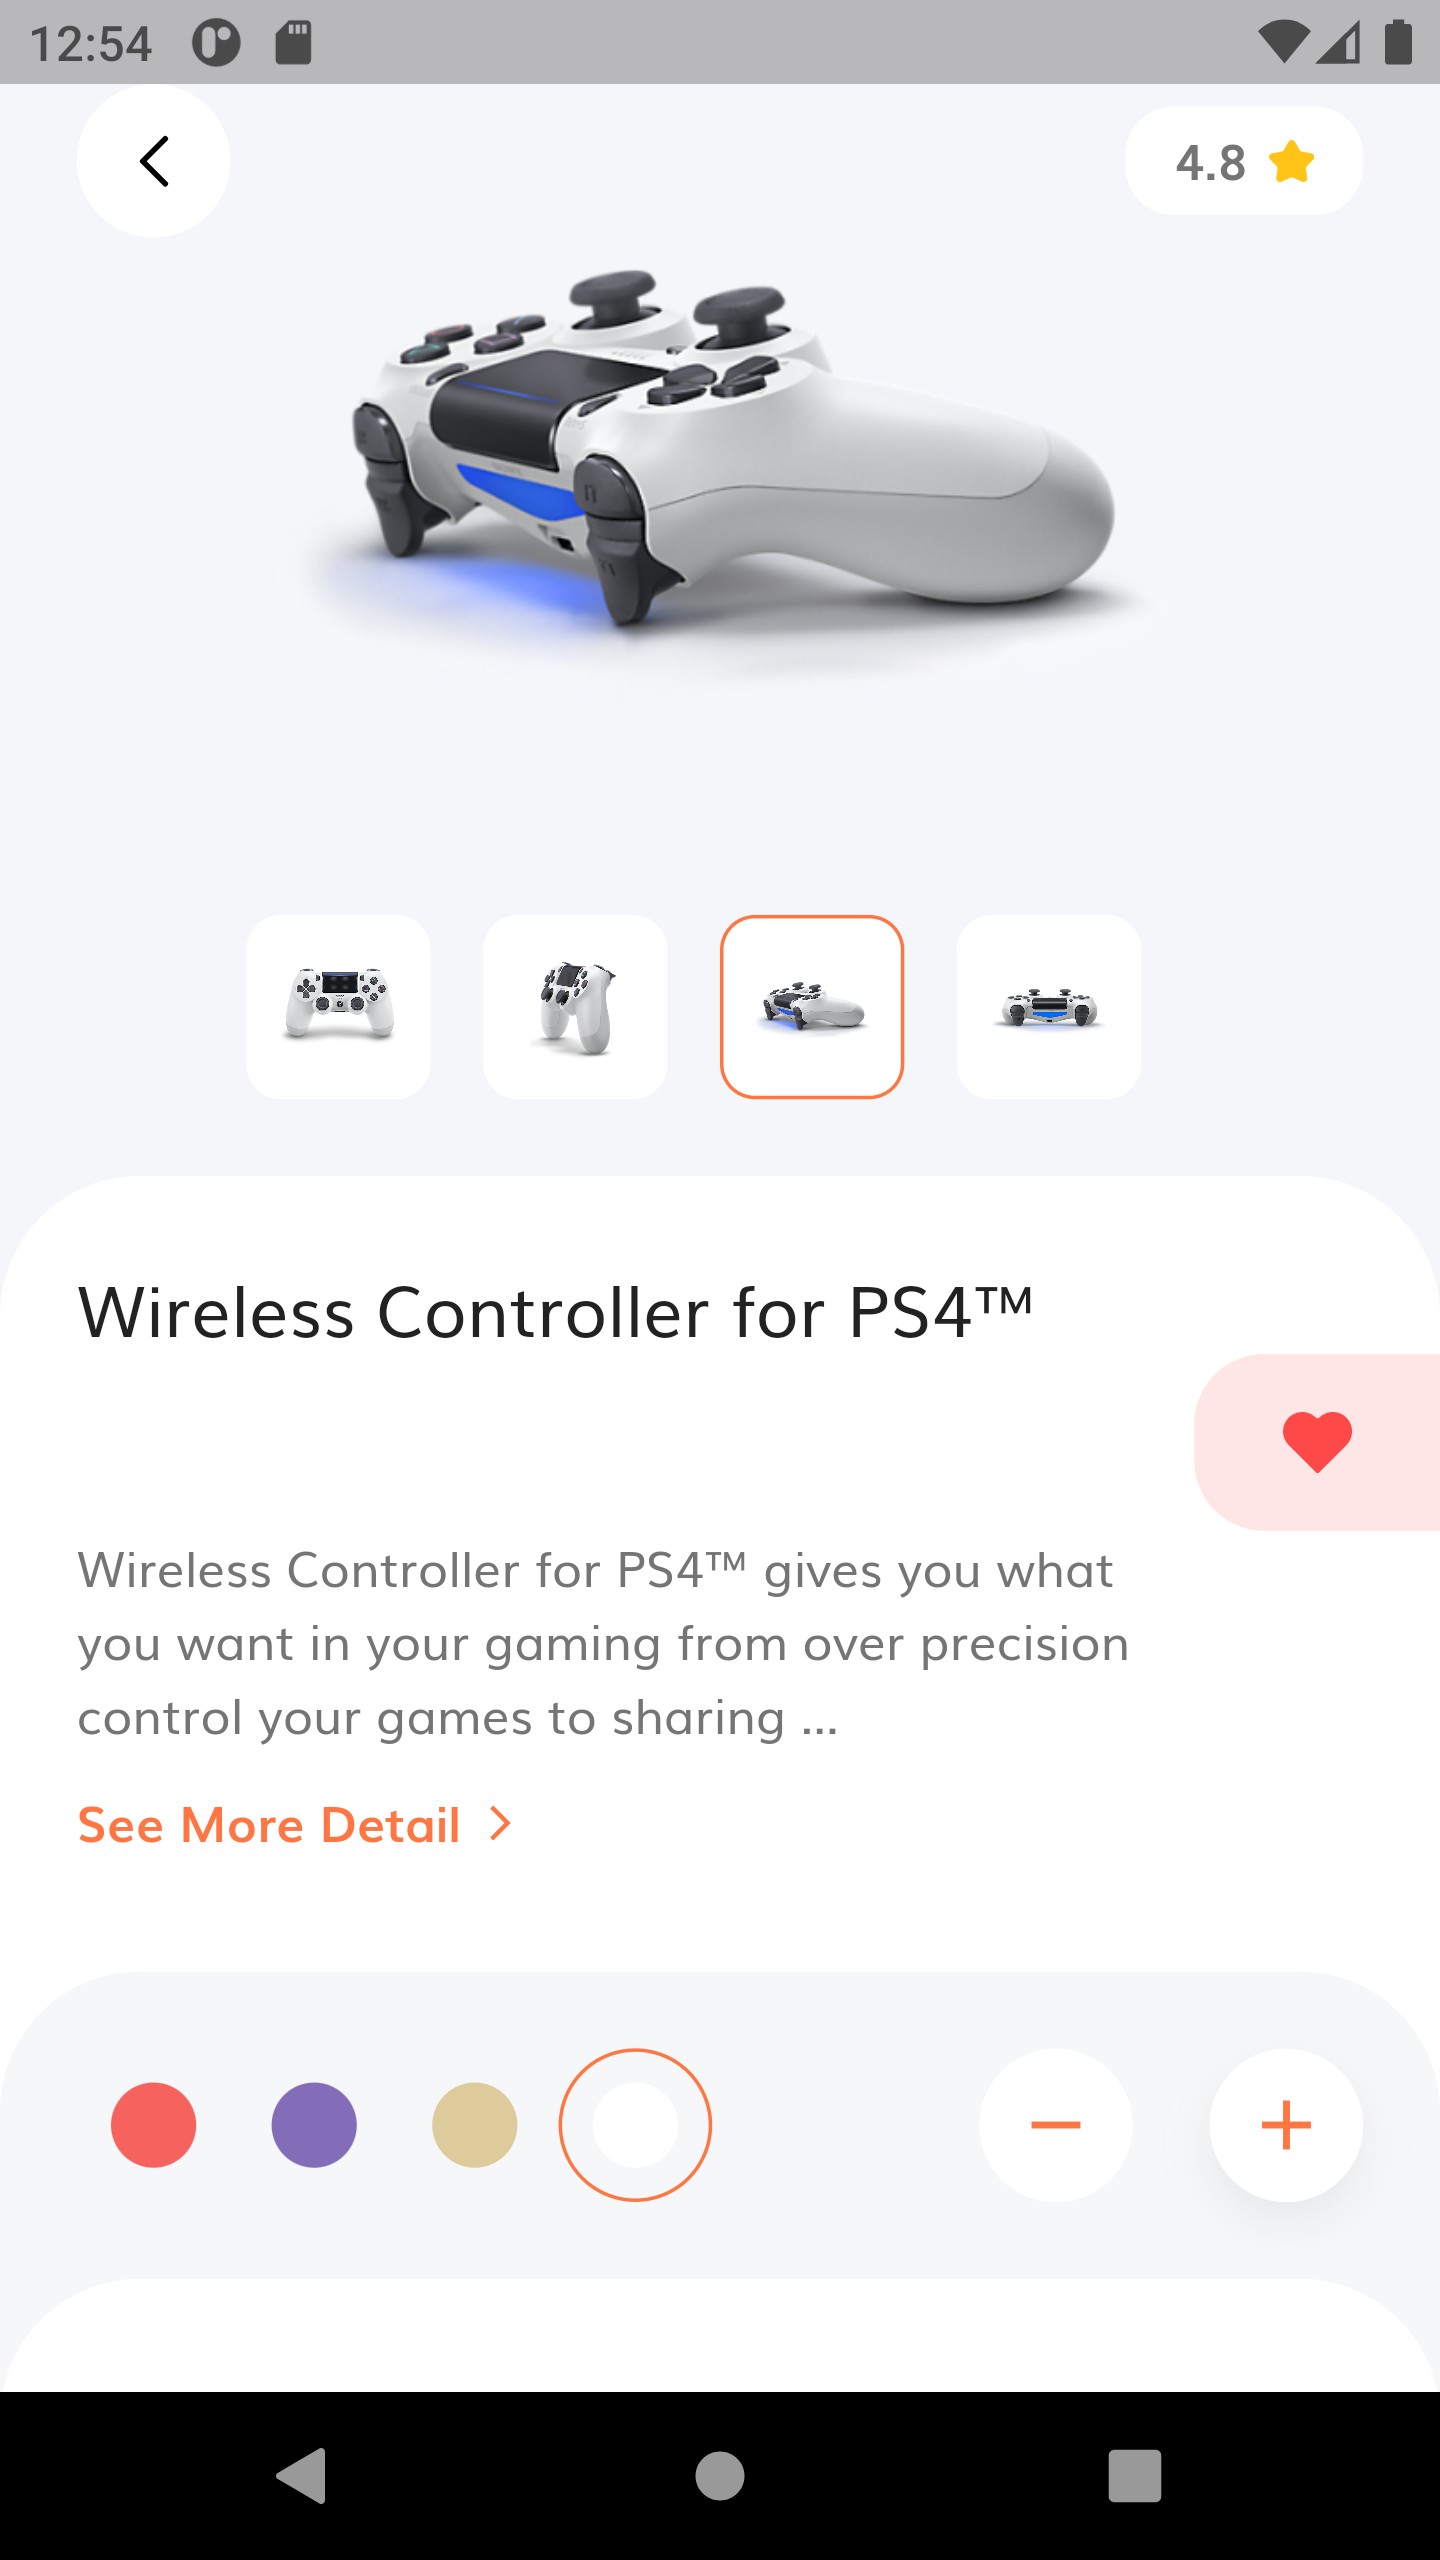 12:54
4.8
Wireless Controller for PS4™
Wireless Controller for PS4™ gives you what
you want in your gaming from over precision
control your games to sharing ...
See More Detail